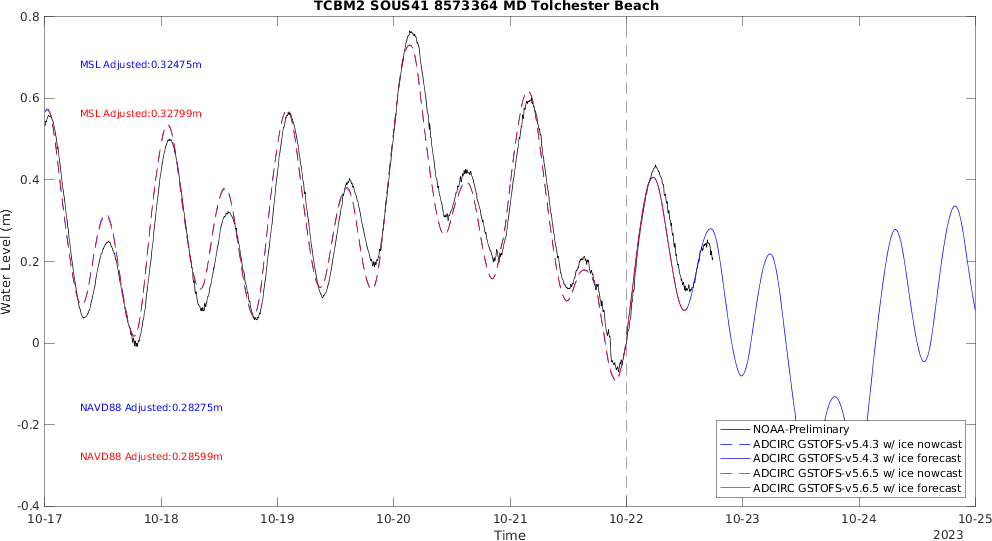 TCBM2 SOUS41 8573364 MD Tolchester Beach
0.8
MSL Adjusted:0.32475m
0.6
MSL Adjusted:0.32799m
0.4
Water Level (m)
0.2
0
NAVD88 Adjusted:0.28275m
-0.2
NOAA-Preliminary
ADCIRC GSTOFS-v5.4.3 w/ ice nowcast
NAVD88 Adjusted:0.28599m
ADCIRC GSTOFS-v5.4.3 w/ ice forecast
ADCIRC GSTOFS-v5.6.5 w/ ice nowcast
ADCIRC GSTOFS-v5.6.5 w/ ice forecast
-0.4
10-17 10-18 10-19 10-20 10-21 10-22 10-23 10-24 10-25
Time
2023